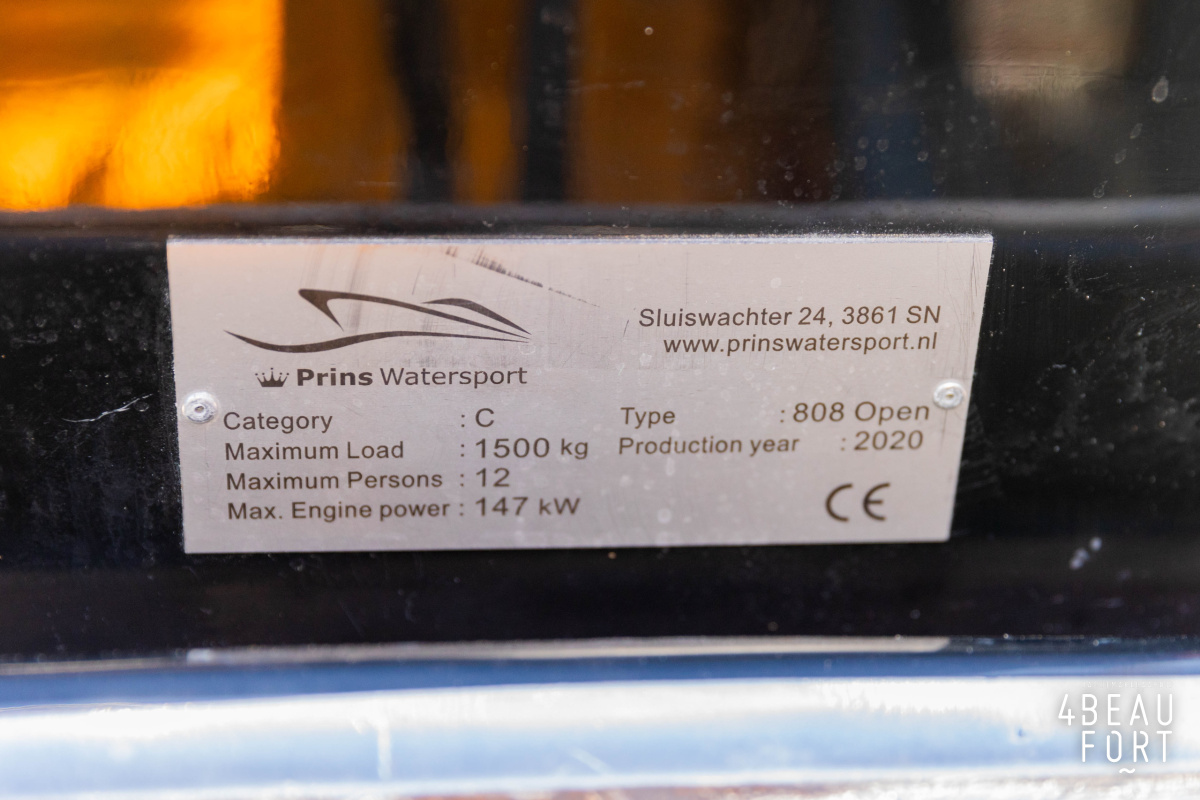 Sluiswachter 24, 3861 SN
www.prinswatersport.nl
Prins Watersport
Category : C
Maximum Load : 1500 kg
Maximum Persons : 12
Max. Engine power : 147 kW
Type : 808 Open
Production year : 2020
CE
4BEAU
FORT